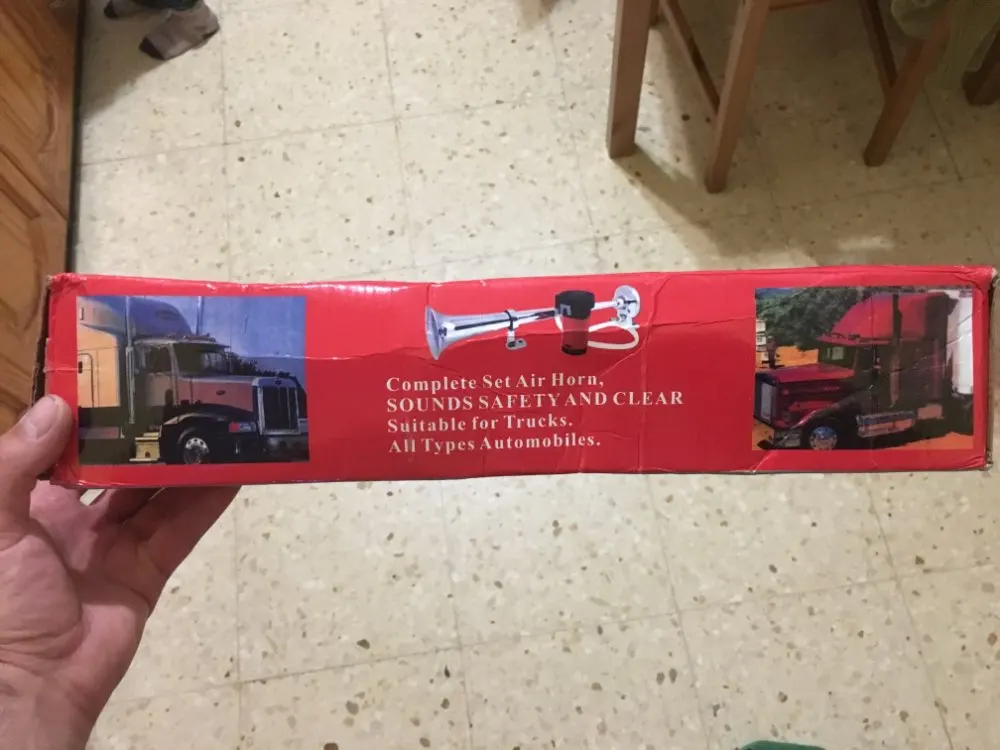 Complete Set Air Horn,
SOUNDS SAFETY AND CLEAR
Suitable for Trucks.
All Types Automobiles.